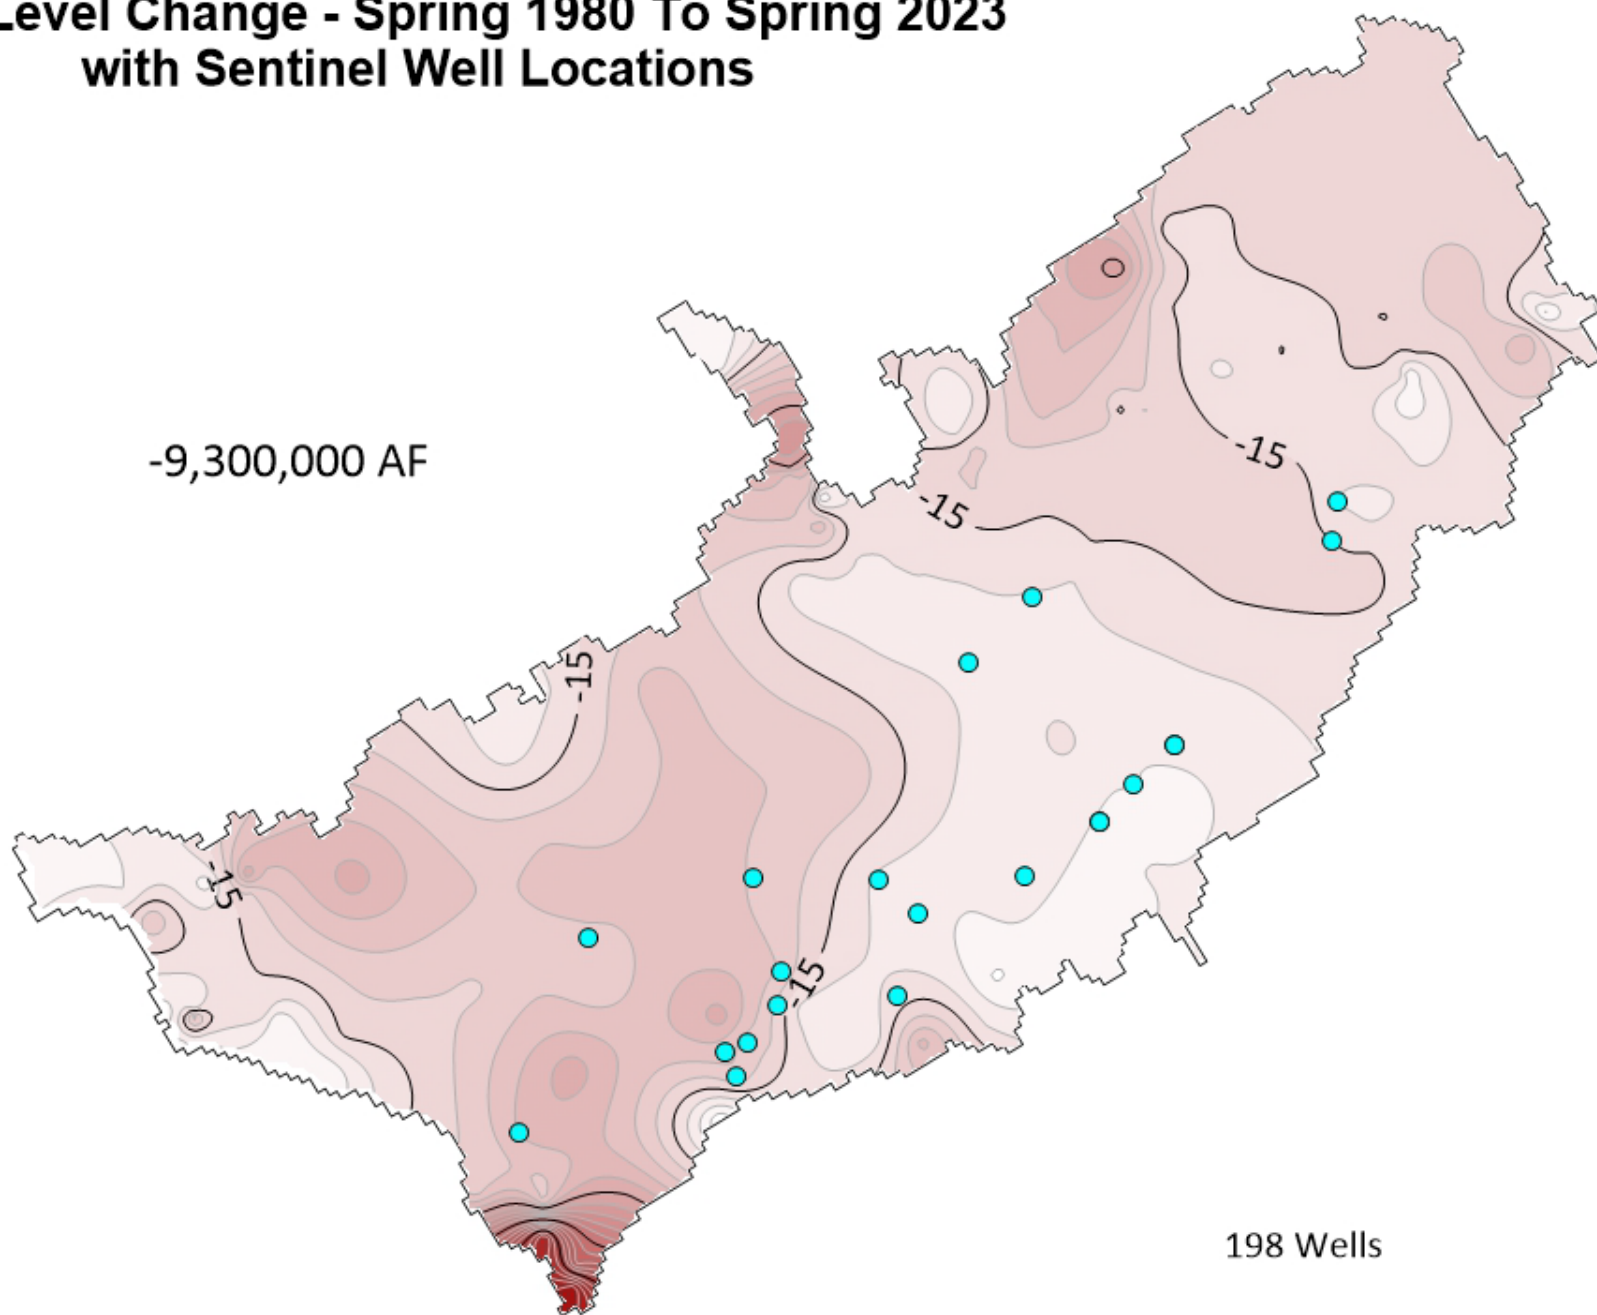 Level Change - Spring 1980 To Spring 2023
with Sentinel Well Locations
-15
-9,300,000 AF
-15
-15
-15
-15
198 Wells